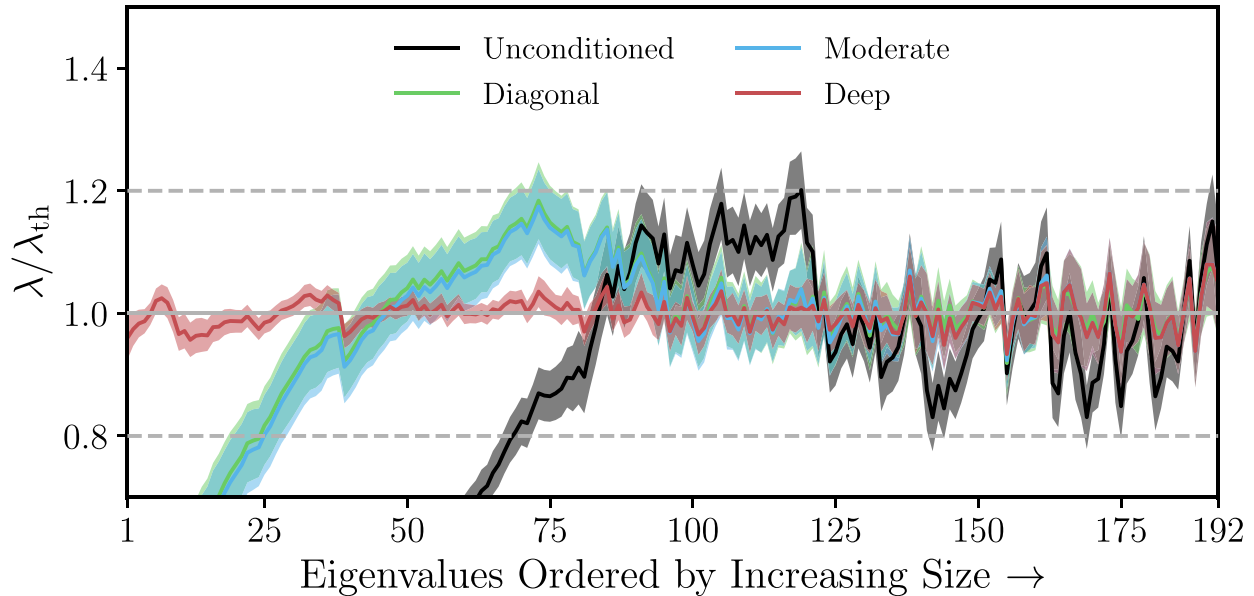 1.4
1.2
1.0
0.8
λ/λth
Unconditioned
Diagonal
Moderate
Deep
1 25 50 75 100 125 150 175 192
Eigenvalues Ordered by Increasing Size →